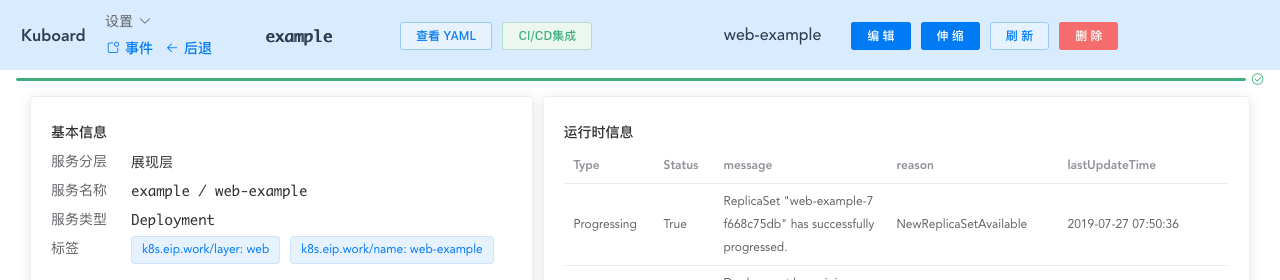 设置
Kuboard
事件 后退
example
查看 YAML
CI/CD集成
web-example
编 辑
伸 缩
刷 新
删 除
基本信息
服务分层 展现层
服务名称 example / web-example
服务类型 Deployment
标签 k8s.eip.work/layer: web k8s.eip.work/name: web-example
运行时信息
Type Status message reason lastUpdateTime
ReplicaSet "web-example-7
Progressing True f668c75db" has successfully NewReplicaSetAvailable 2019-07-27 07:50:36
progressed.